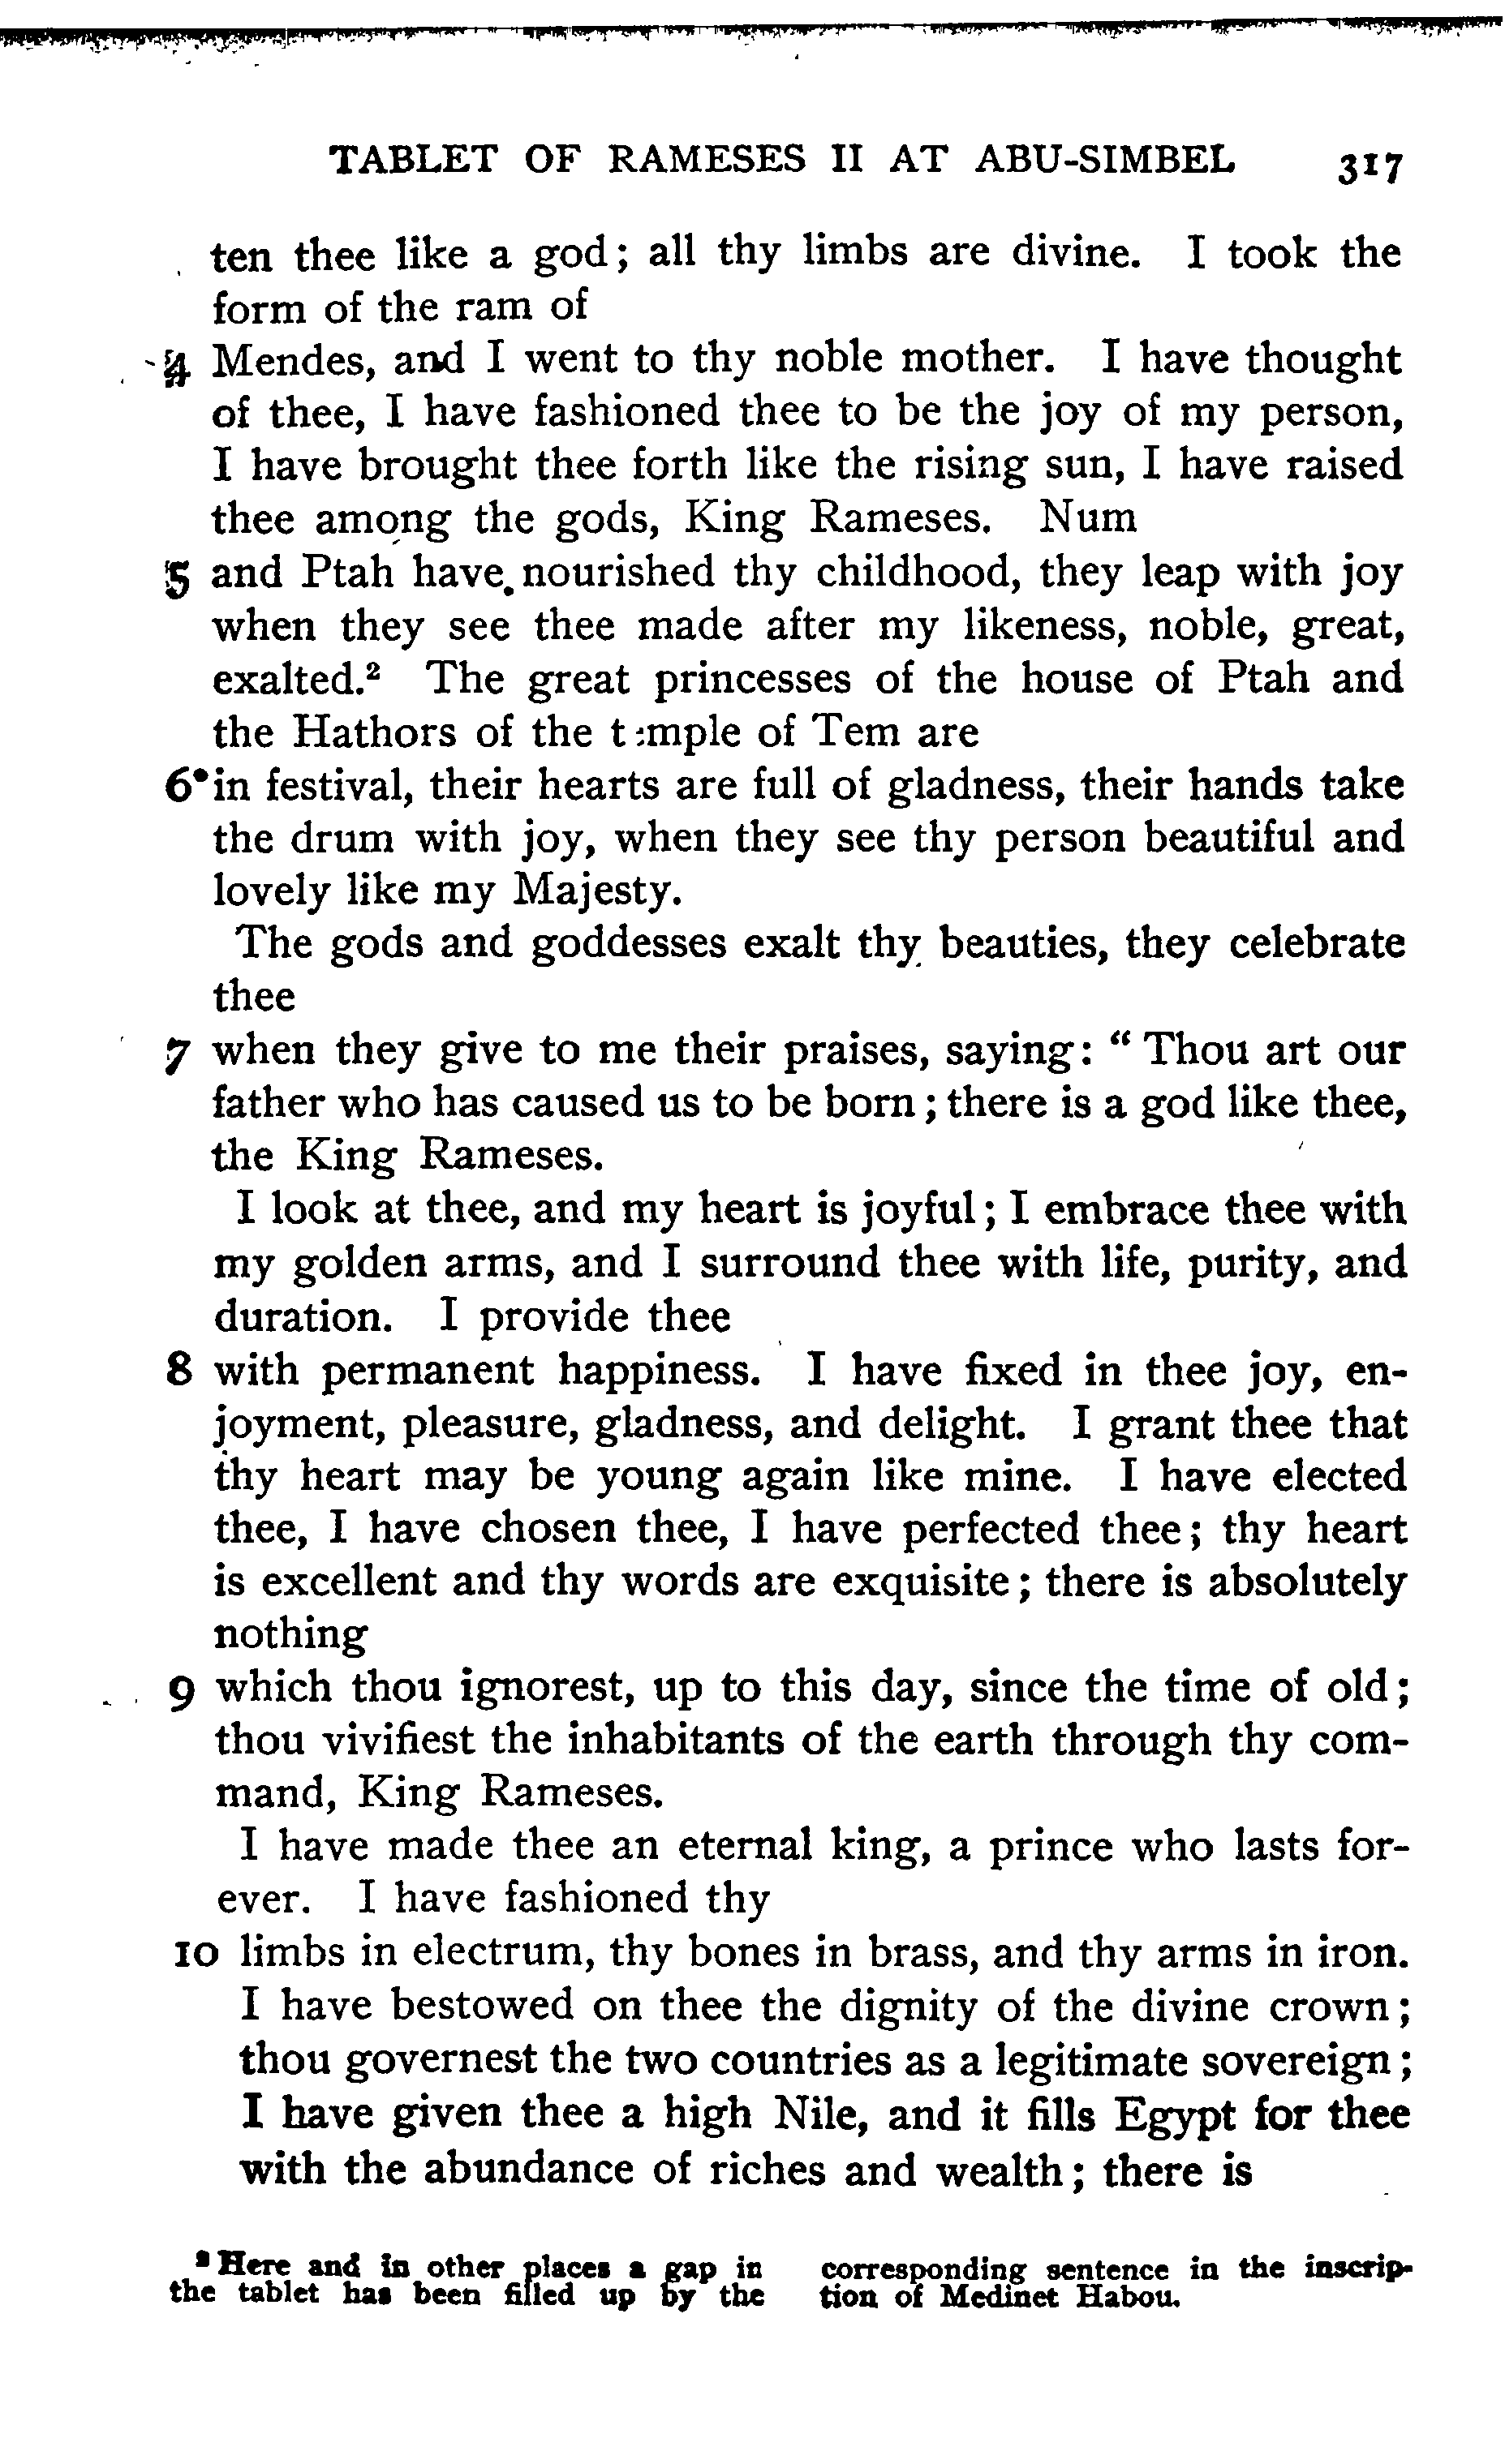 TABLET OF RAMESES II AT ABU-SIMBEL 317
ten thee like a god; all thy limbs are divine. I took the
form of the ram of
4 Mendes, and I went to thy noble mother. I have thought
of thee, I have fashioned thee to be the joy of my person,
I have brought thee forth like the rising sun, I have raised
thee among the gods, King Rameses. Num
5 and Ptah have nourished thy childhood, they leap with joy
when they see thee made after my likeness, noble, great,
exalted.² The great princesses of the house of Ptah and
the Hathors of the temple of Tem are
6 in festival, their hearts are full of gladness, their hands take
the drum with joy, when they see thy person beautiful and
lovely like my Majesty.
The gods and goddesses exalt thy beauties, they celebrate
thee
7 when they give to me their praises, saying: “Thou art our
father who has caused us to be born; there is a god like thee,
the King Rameses.
I look at thee, and my heart is joyful; I embrace thee with
my golden arms, and I surround thee with life, purity, and
duration. I provide thee
8 with permanent happiness. I have fixed in thee joy, en-
joyment, pleasure, gladness, and delight. I grant thee that
thy heart may be young again like mine. I have elected
thee, I have chosen thee, I have perfected thee; thy heart
is excellent and thy words are exquisite; there is absolutely
nothing
9 which thou ignorest, up to this day, since the time of old;
thou vivifiest the inhabitants of the earth through thy com-
mand, King Rameses.
I have made thee an eternal king, a prince who lasts for-
ever. I have fashioned thy
10 limbs in electrum, thy bones in brass, and thy arms in iron.
I have bestowed on thee the dignity of the divine crown;
thou governest the two countries as a legitimate sovereign;
I have given thee a high Nile, and it fills Egypt for thee
with the abundance of riches and wealth; there is
² Here and in other places a gap in
the tablet has been filled up by the
corresponding sentence in the inscrip-
tion of Medinet Habou.